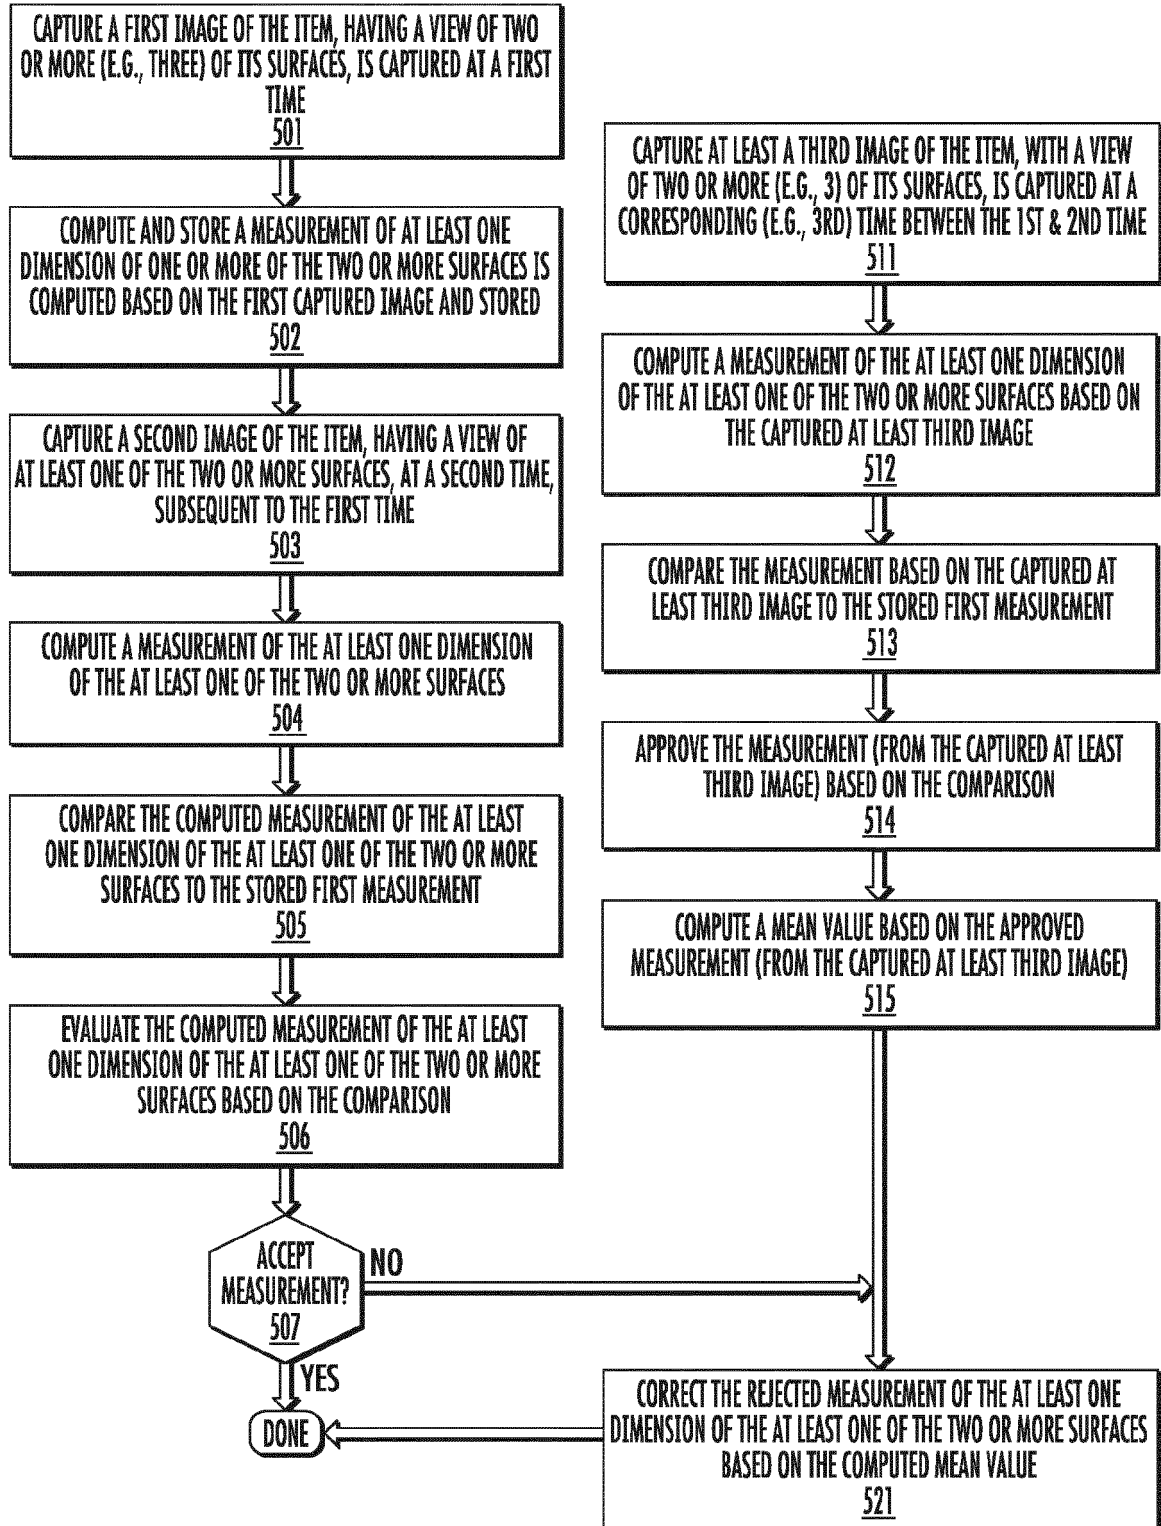 CAPTURE A FIRST IMAGE OF THE ITEM, HAVING A VIEW OF TWO
OR MORE (E.G., THREE) OF ITS SURFACES, IS CAPTURED AT A FIRST
TIME
501
COMPUTE AND STORE A MEASUREMENT OF AT LEAST ONE
DIMENSION OF ONE OR MORE OF THE TWO OR MORE SURFACES IS
COMPUTED BASED ON THE FIRST CAPTURED IMAGE AND STORED
502
CAPTURE A SECOND IMAGE OF THE ITEM, HAVING A VIEW OF
AT LEAST ONE OF THE TWO OR MORE SURFACES, AT A SECOND TIME,
SUBSEQUENT TO THE FIRST TIME
503
COMPUTE A MEASUREMENT OF THE AT LEAST ONE DIMENSION
OF THE AT LEAST ONE OF THE TWO OR MORE SURFACES
504
COMPARE THE COMPUTED MEASUREMENT OF THE AT LEAST
ONE DIMENSION OF THE AT LEAST ONE OF THE TWO OR MORE
SURFACES TO THE STORED FIRST MEASUREMENT
505
EVALUATE THE COMPUTED MEASUREMENT OF THE AT LEAST
ONE DIMENSION OF THE AT LEAST ONE OF THE TWO OR MORE
SURFACES BASED ON THE COMPARISON
506
ACCEPT
MEASUREMENT?
507
NO
YES
DONE
CAPTURE AT LEAST A THIRD IMAGE OF THE ITEM, WITH A VIEW
OF TWO OR MORE (E.G., 3) OF ITS SURFACES, IS CAPTURED AT A
CORRESPONDING (E.G., 3RD) TIME BETWEEN THE 1ST & 2ND TIME
511
COMPUTE A MEASUREMENT OF THE AT LEAST ONE DIMENSION
OF THE AT LEAST ONE OF THE TWO OR MORE SURFACES BASED ON
THE CAPTURED AT LEAST THIRD IMAGE
512
COMPARE THE MEASUREMENT BASED ON THE CAPTURED AT
LEAST THIRD IMAGE TO THE STORED FIRST MEASUREMENT
513
APPROVE THE MEASUREMENT (FROM THE CAPTURED AT LEAST
THIRD IMAGE) BASED ON THE COMPARISON
514
COMPUTE A MEAN VALUE BASED ON THE APPROVED
MEASUREMENT (FROM THE CAPTURED AT LEAST THIRD IMAGE)
515
CORRECT THE REJECTED MEASUREMENT OF THE AT LEAST ONE
DIMENSION OF THE AT LEAST ONE OF THE TWO OR MORE SURFACES
BASED ON THE COMPUTED MEAN VALUE
521